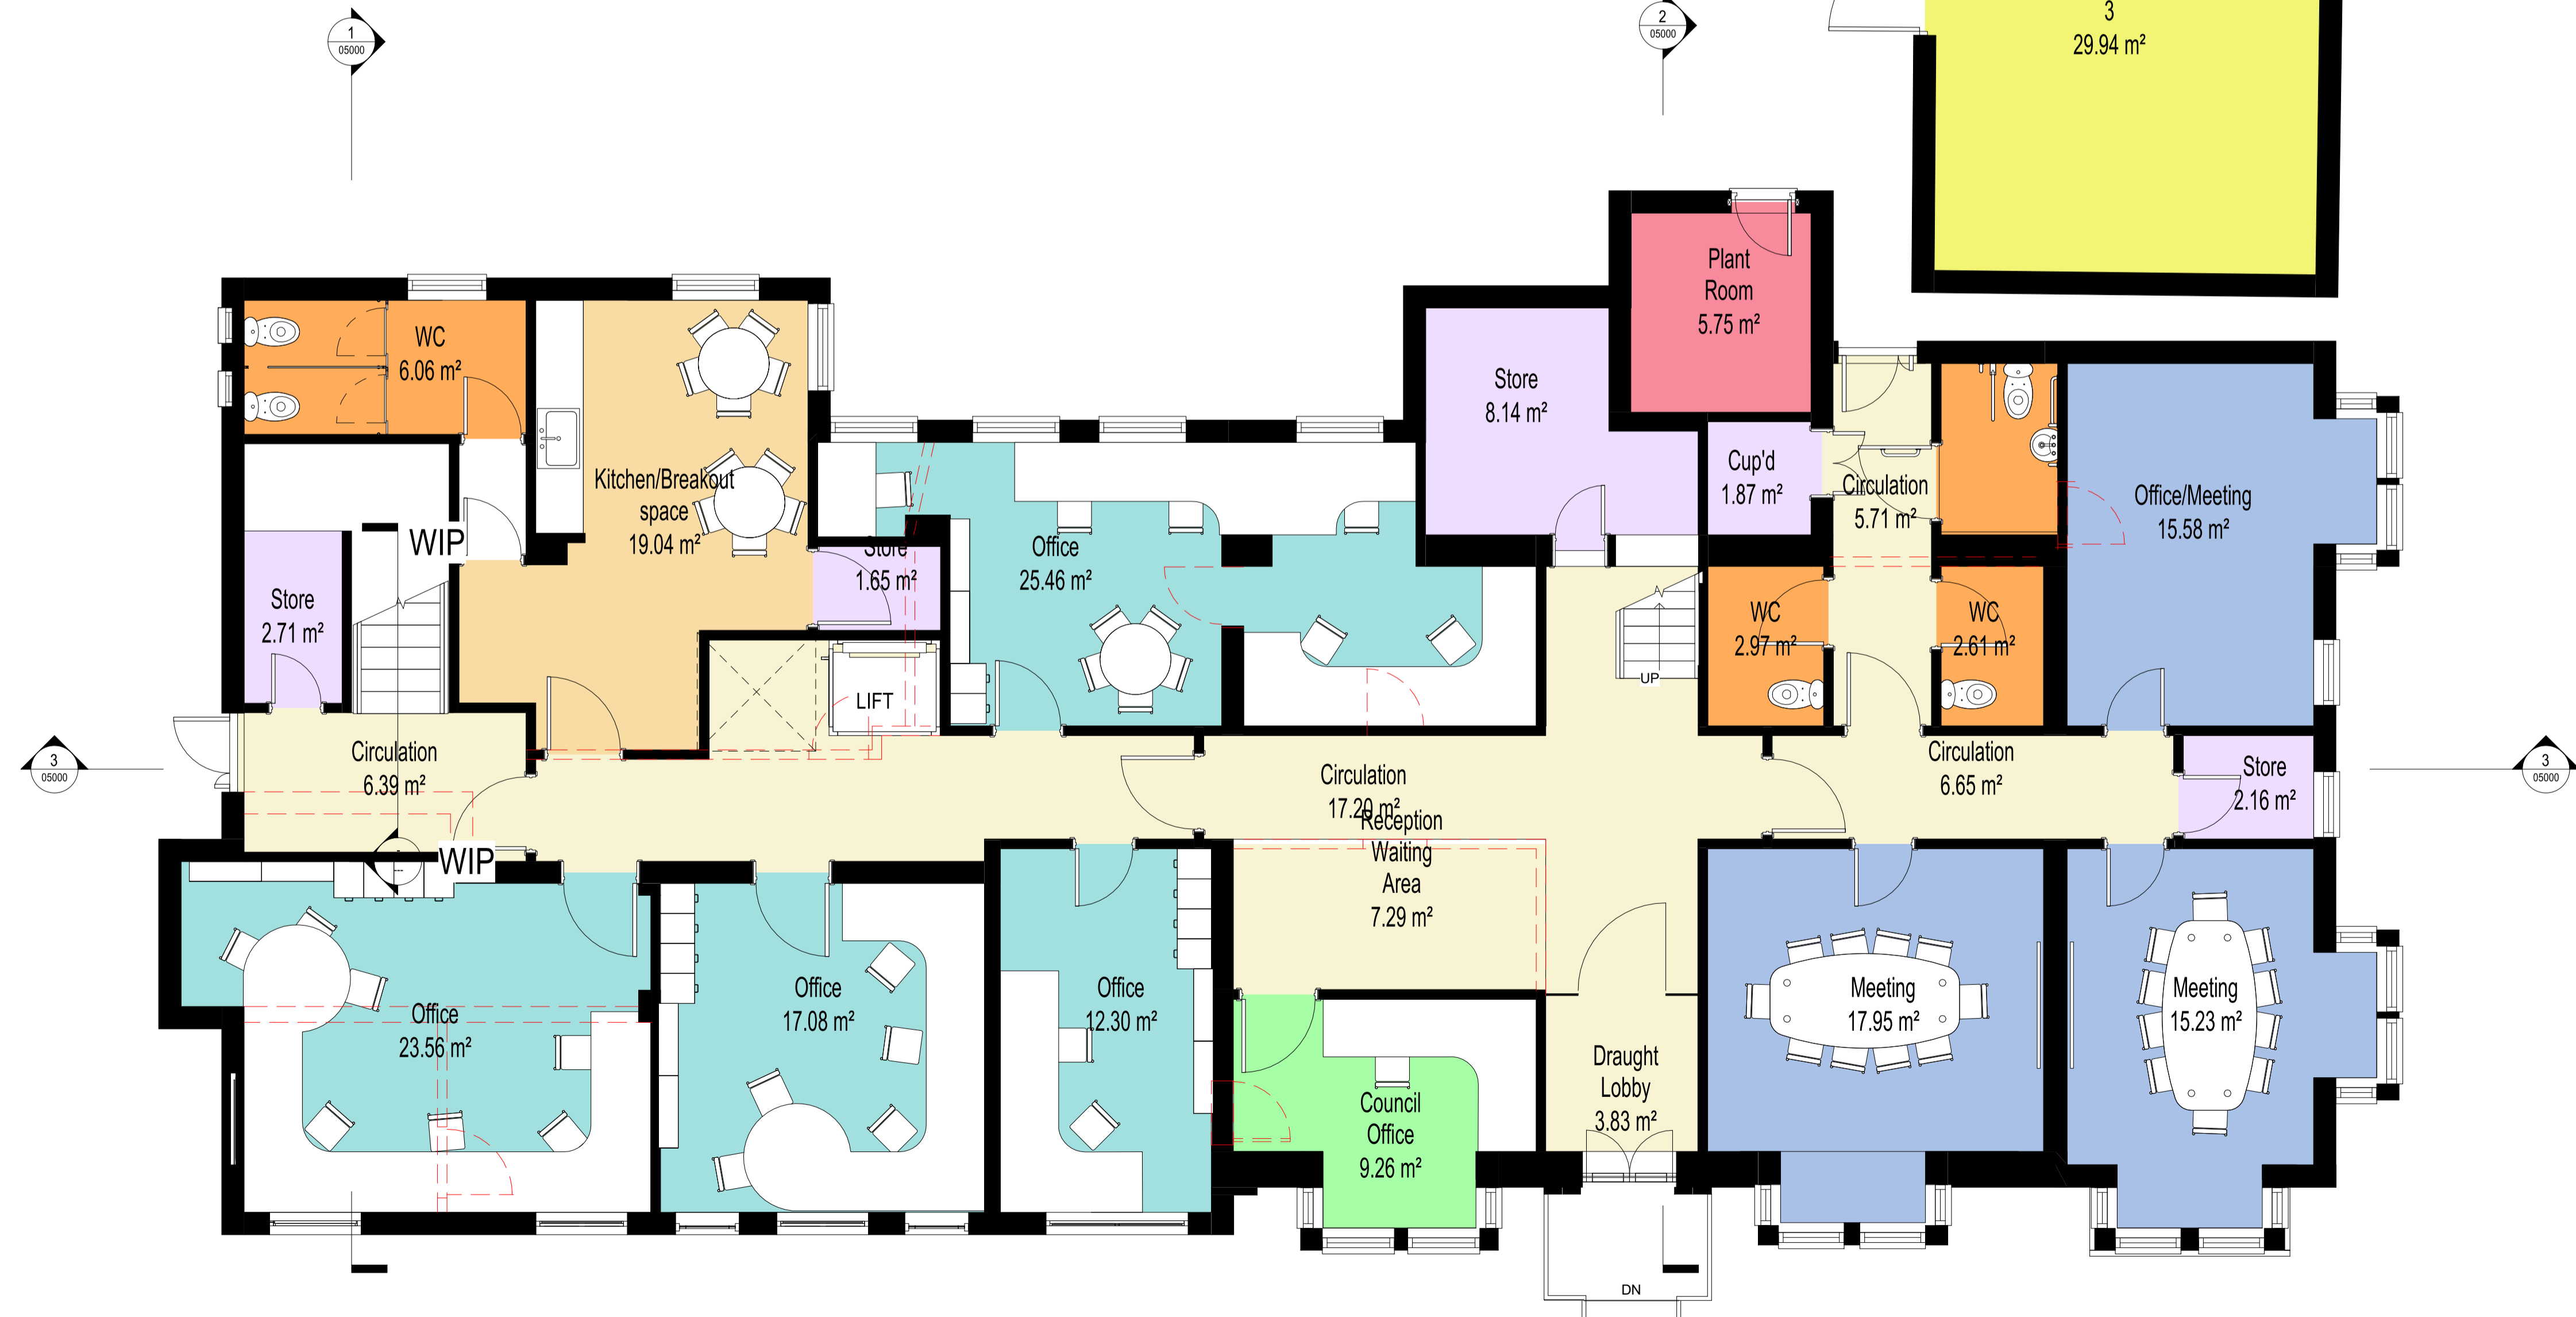 1
05000
2
05000
3
29.94 m²
Plant
Room
5.75 m²
WC
6.06 m²
Store
8.14 m²
Cup'd
1.87 m²
Kitchen/Breakout
space
19.04 m²
Circulation
5.71 m²
Office/Meeting
15.58 m²
WIP
Store
1.65 m²
Office
25.46 m²
Store
2.71 m²
WC
2.97 m²
WC
2.61 m²
UP
LIFT
3
05000
Circulation
6.39 m²
Circulation
17.20 m²
Circulation
6.65 m²
Store
2.16 m²
3
05000
WIP
Reception
Waiting
Area
7.29 m²
Office
23.56 m²
Office
17.08 m²
Office
12.30 m²
Meeting
17.95 m²
Meeting
15.23 m²
Draught
Lobby
3.83 m²
Council
Office
9.26 m²
DN